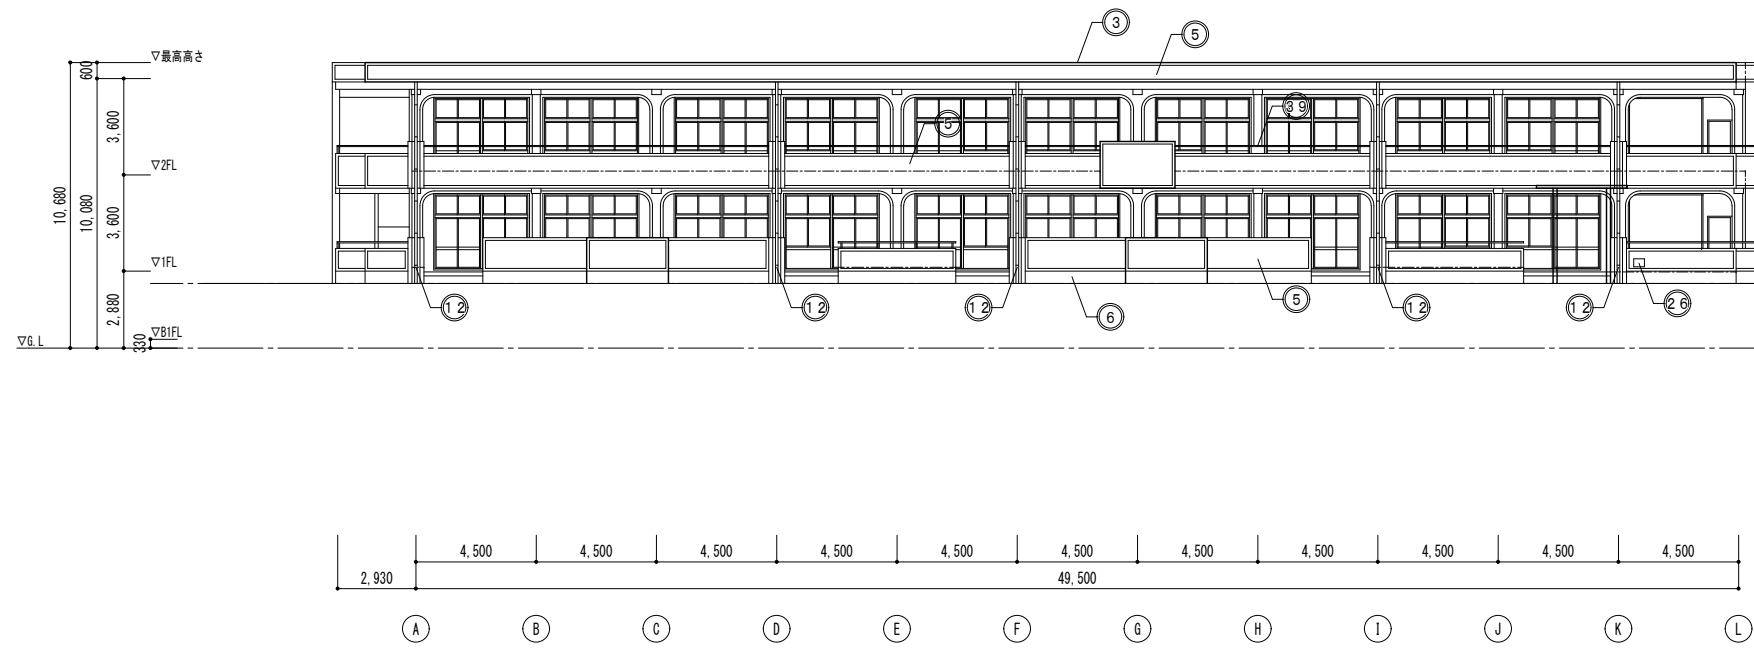 3
5
▽最高高さ
600
3,600
39
5
▽2FL
10,680
10,080
3,600
▽1FL
5
26
12
12
12
12
12
6
2,880
▽B1FL
330
▽G.L
4,500
4,500
4,500
4,500
4,500
4,500
4,500
4,500
4,500
4,500
4,500
2,930
49,500
A
B
C
D
E
F
G
H
I
J
K
L